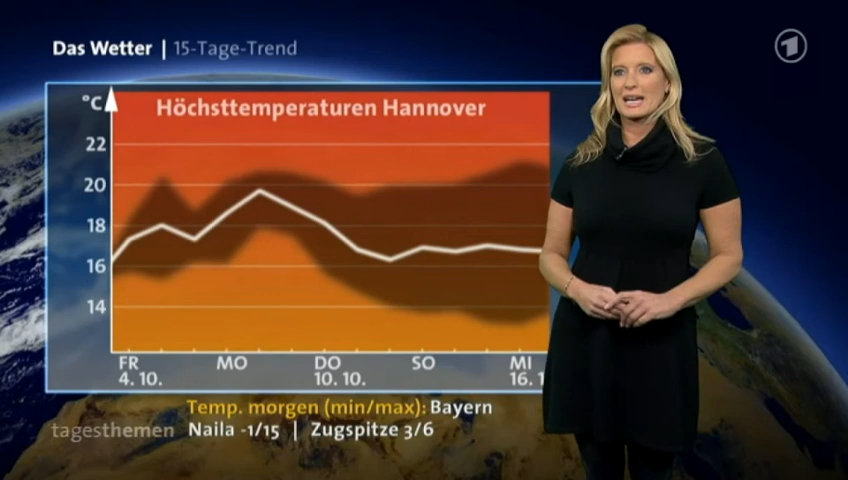 Das Wetter | 15-Tage-Trend
°C
Höchsttemperaturen Hannover
22
20
18
16
14
FR MO DO SO MI
4. 10. 10. 10. 16. 1
Temp. morgen (min/max): Bayern
tagesthemen Naila -1/15 | Zugspitze 3/6
1